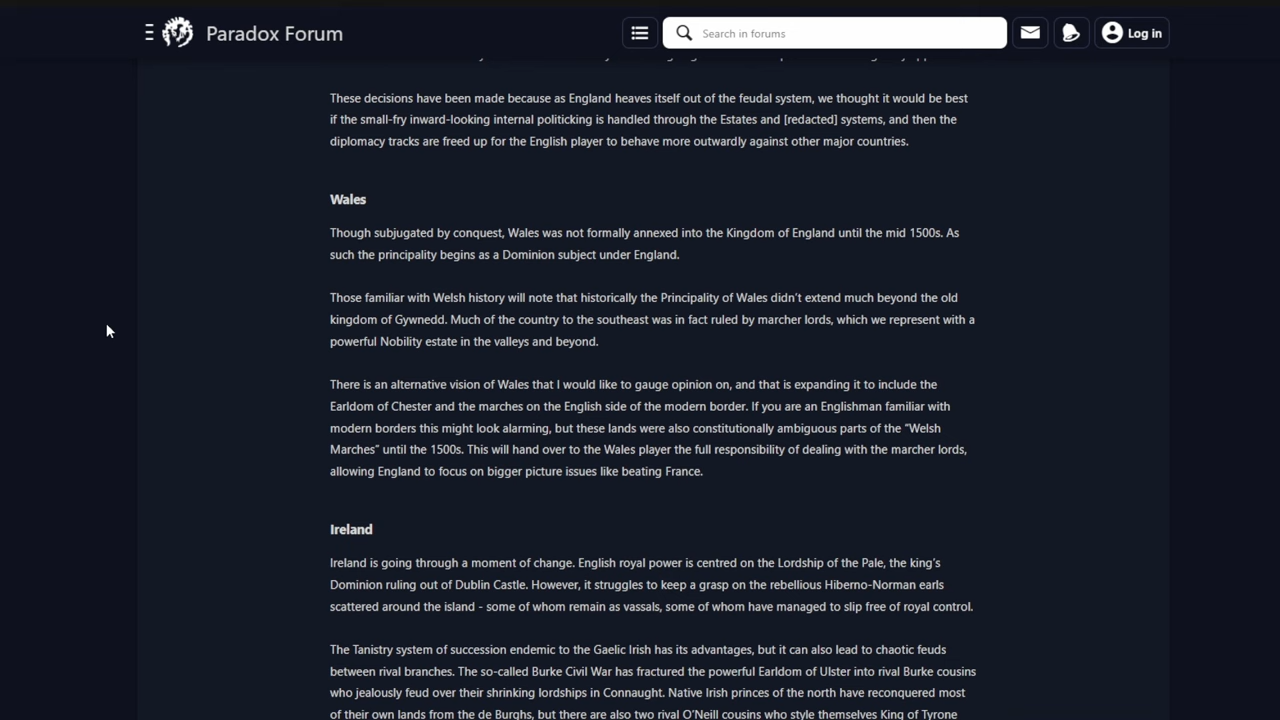 Paradox Forum
Search in forums
Log in
These decisions have been made because as England heaves itself out of the feudal system, we thought it would be best
if the small-fry inward-looking internal politicking is handled through the Estates and [redacted] systems, and then the
diplomacy tracks are freed up for the English player to behave more outwardly against other major countries.
Wales
Though subjugated by conquest, Wales was not formally annexed into the Kingdom of England until the mid 1500s. As
such the principality begins as a Dominion subject under England.
Those familiar with Welsh history will note that historically the Principality of Wales didn't extend much beyond the old
kingdom of Gywnedd. Much of the country to the southeast was in fact ruled by marcher lords, which we represent with a
powerful Nobility estate in the valleys and beyond.
There is an alternative vision of Wales that I would like to gauge opinion on, and that is expanding it to include the
Earldom of Chester and the marches on the English side of the modern border. If you are an Englishman familiar with
modern borders this might look alarming, but these lands were also constitutionally ambiguous parts of the "Welsh
Marches" until the 1500s. This will hand over to the Wales player the full responsibility of dealing with the marcher lords,
allowing England to focus on bigger picture issues like beating France.
Ireland
Ireland is going through a moment of change. English royal power is centred on the Lordship of the Pale, the king's
Dominion ruling out of Dublin Castle. However, it struggles to keep a grasp on the rebellious Hiberno-Norman earls
scattered around the island - some of whom remain as vassals, some of whom have managed to slip free of royal control.
The Tanistry system of succession endemic to the Gaelic Irish has its advantages, but it can also lead to chaotic feuds
between rival branches. The so-called Burke Civil War has fractured the powerful Earldom of Ulster into rival Burke cousins
who jealously feud over their shrinking lordships in Connaught. Native Irish princes of the north have reconquered most
of their own lands from the de Burghs, but there are also two rival O'Neill cousins who style themselves King of Tyrone